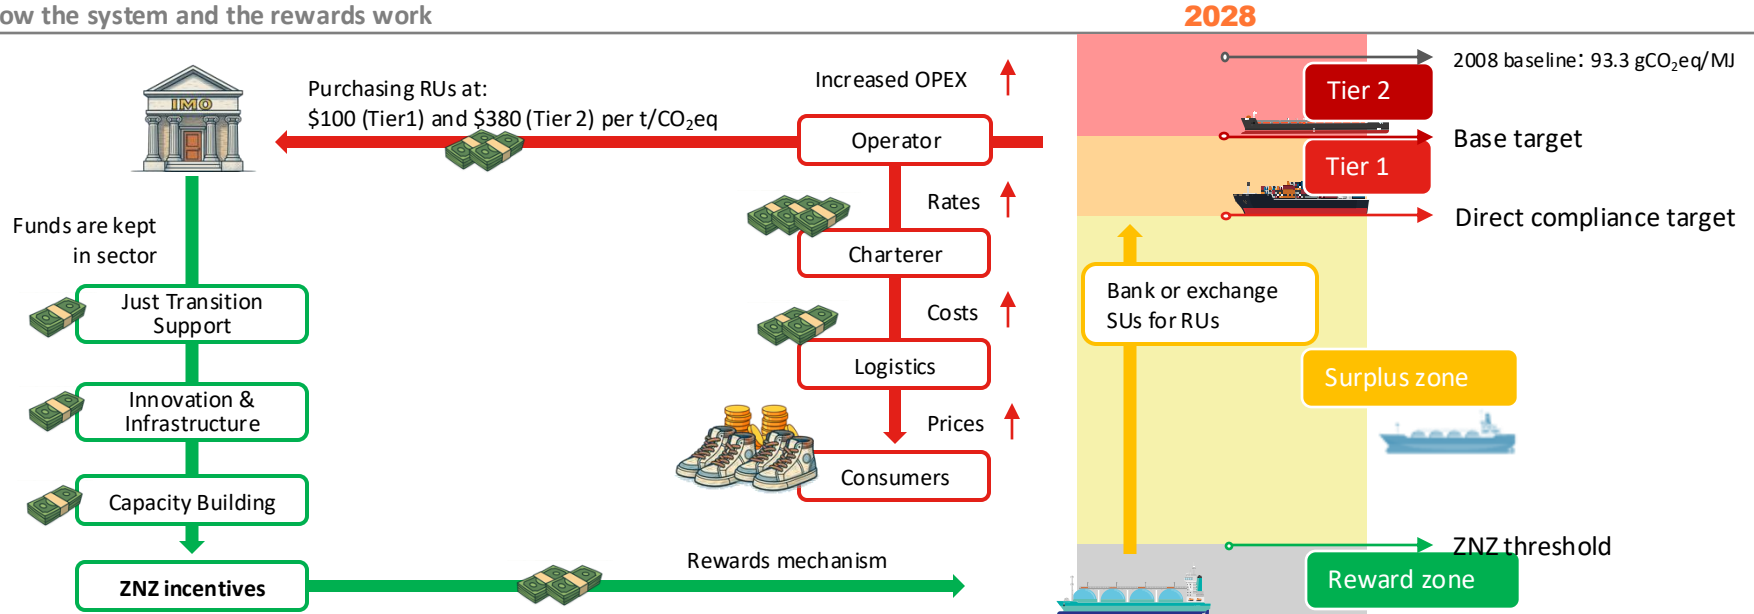 ow the system and the rewards work
2028
IMO
Purchasing RUs at:
$100 (Tier1) and $380 (Tier 2) per t/CO₂eq
Increased OPEX
Operator
Rates
Charterer
Costs
Logistics
Prices
Consumers
Funds are kept
in sector
Just Transition
Support
Innovation &
Infrastructure
Capacity Building
ZNZ incentives
Rewards mechanism
2008 baseline: 93.3 gCO₂eq/MJ
Tier 2
Base target
Tier 1
Direct compliance target
Bank or exchange
SUs for RUs
Surplus zone
ZNZ threshold
Reward zone